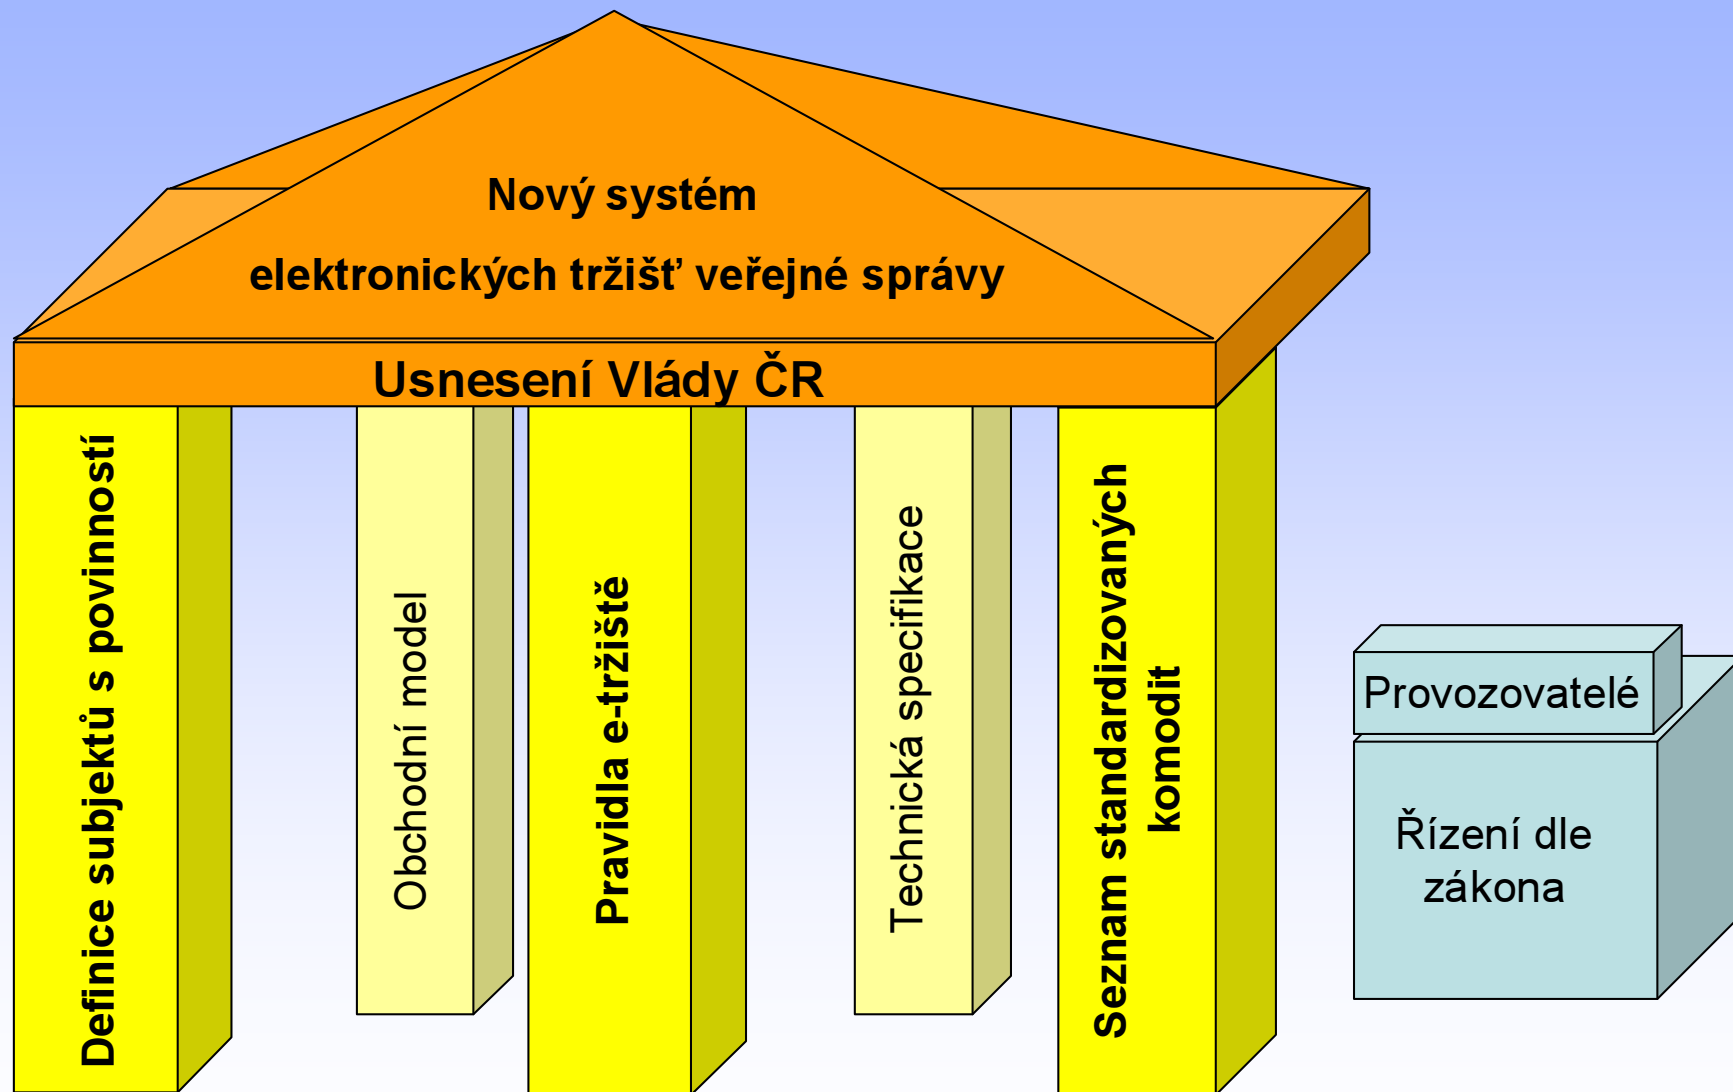 Nový systém
elektronických tržišť veřejné správy
Usnesení Vlády ČR
Definice subjektů s povinností
Obchodní model
Pravidla e-tržiště
Technická specifikace
Seznam standardizovaných
komodit
Provozovatelé
Řízení dle
zákona